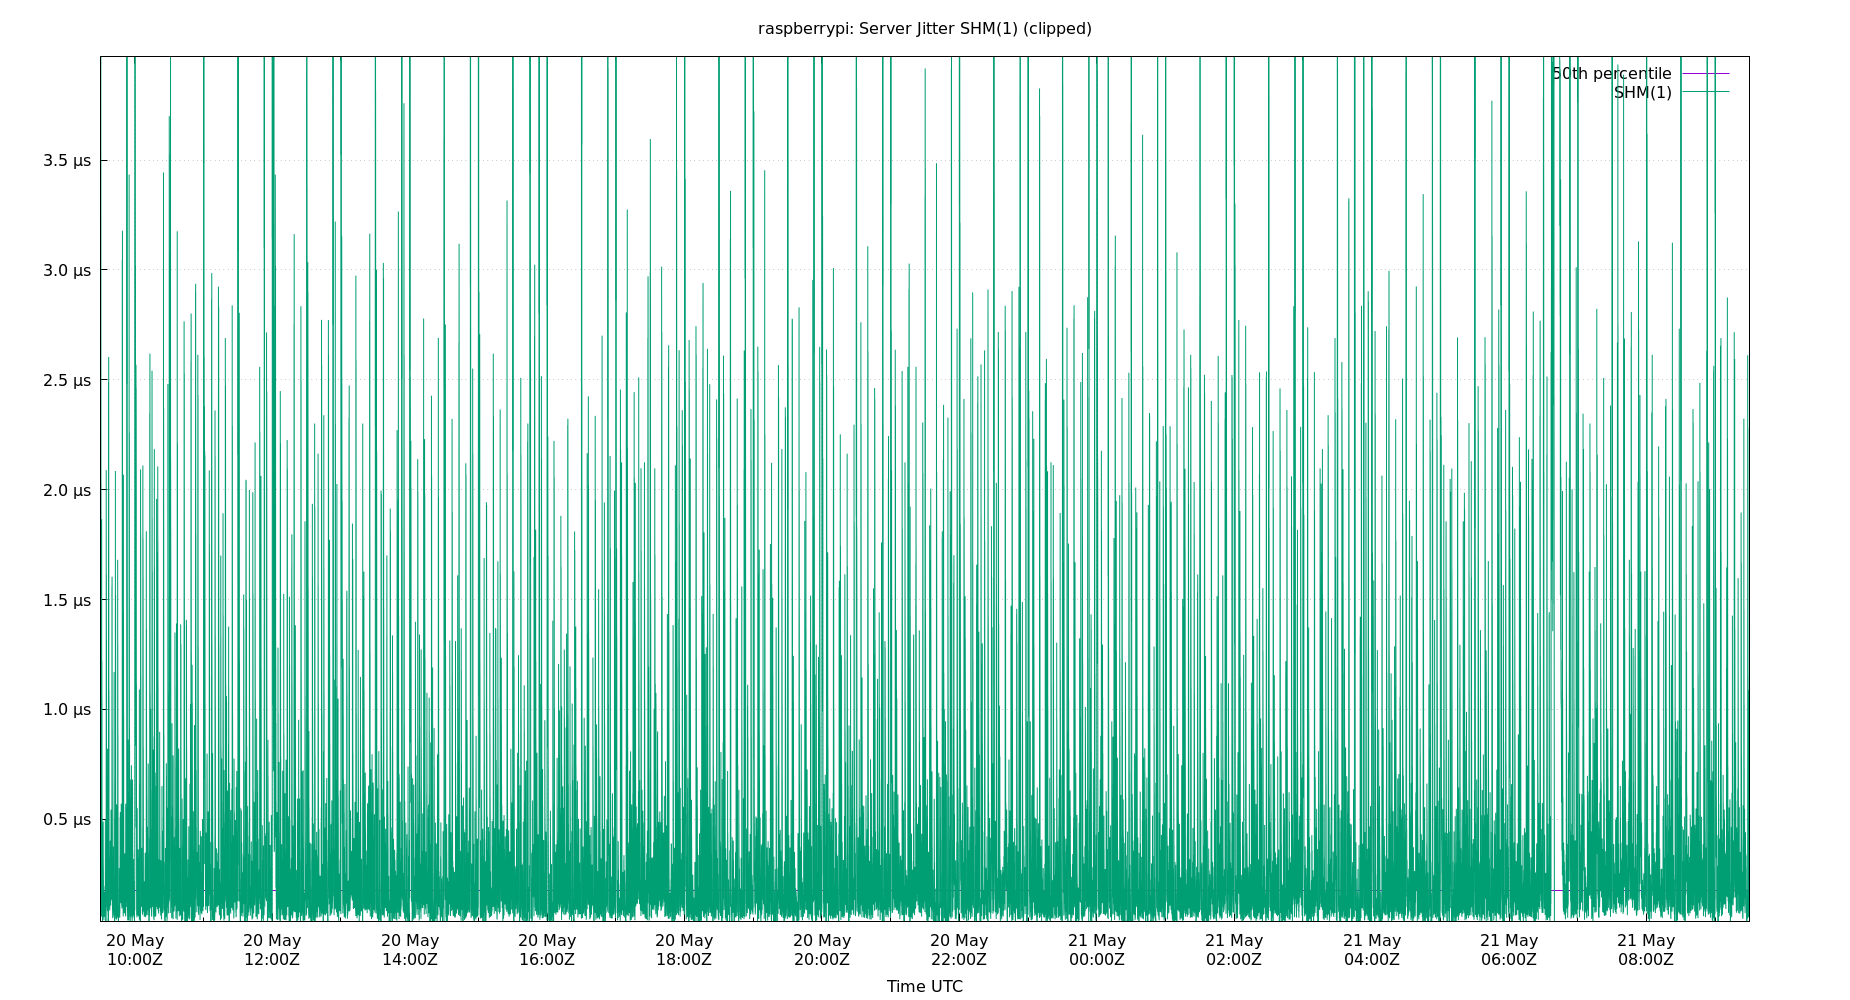 raspberrypi: Server Jitter SHM(1) (clipped)
50th percentile
SHM(1)
3.5 µs
3.0 µs
2.5 µs
2.0 µs
1.5 µs
1.0 µs
0.5 µs
20 May 20 May 20 May 20 May 20 May 20 May 20 May 21 May 21 May 21 May 21 May 21 May
10:00Z 12:00Z 14:00Z 16:00Z 18:00Z 20:00Z 22:00Z 00:00Z 02:00Z 04:00Z 06:00Z 08:00Z
Time UTC